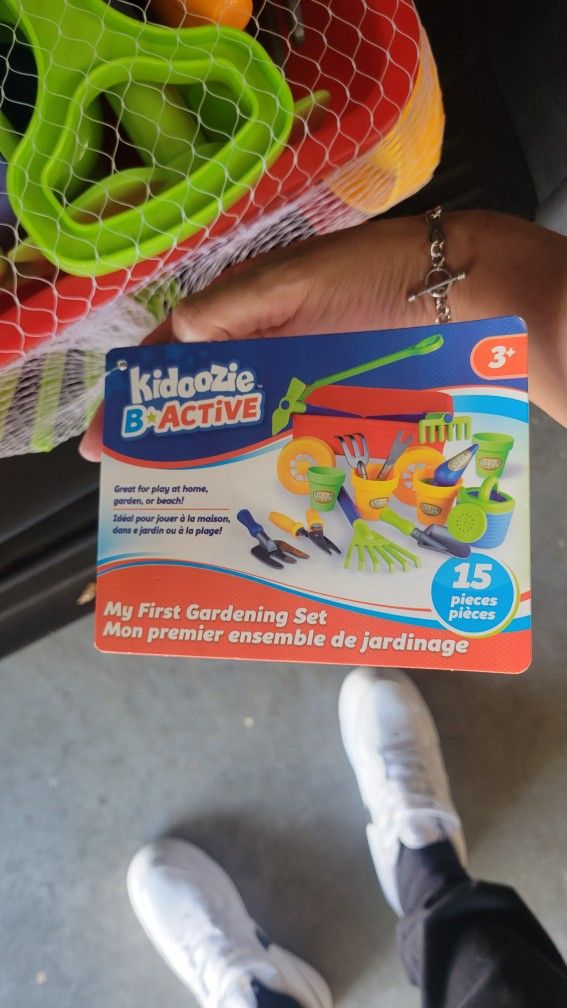 3+
kidoozie™
B★ACTiVE
Great for play at home,
garden, or beach!
Idéal pour jouer à la maison,
dans e jardin ou à la plage!
15
pieces
pièces
My First Gardening Set
Mon premier ensemble de jardinage